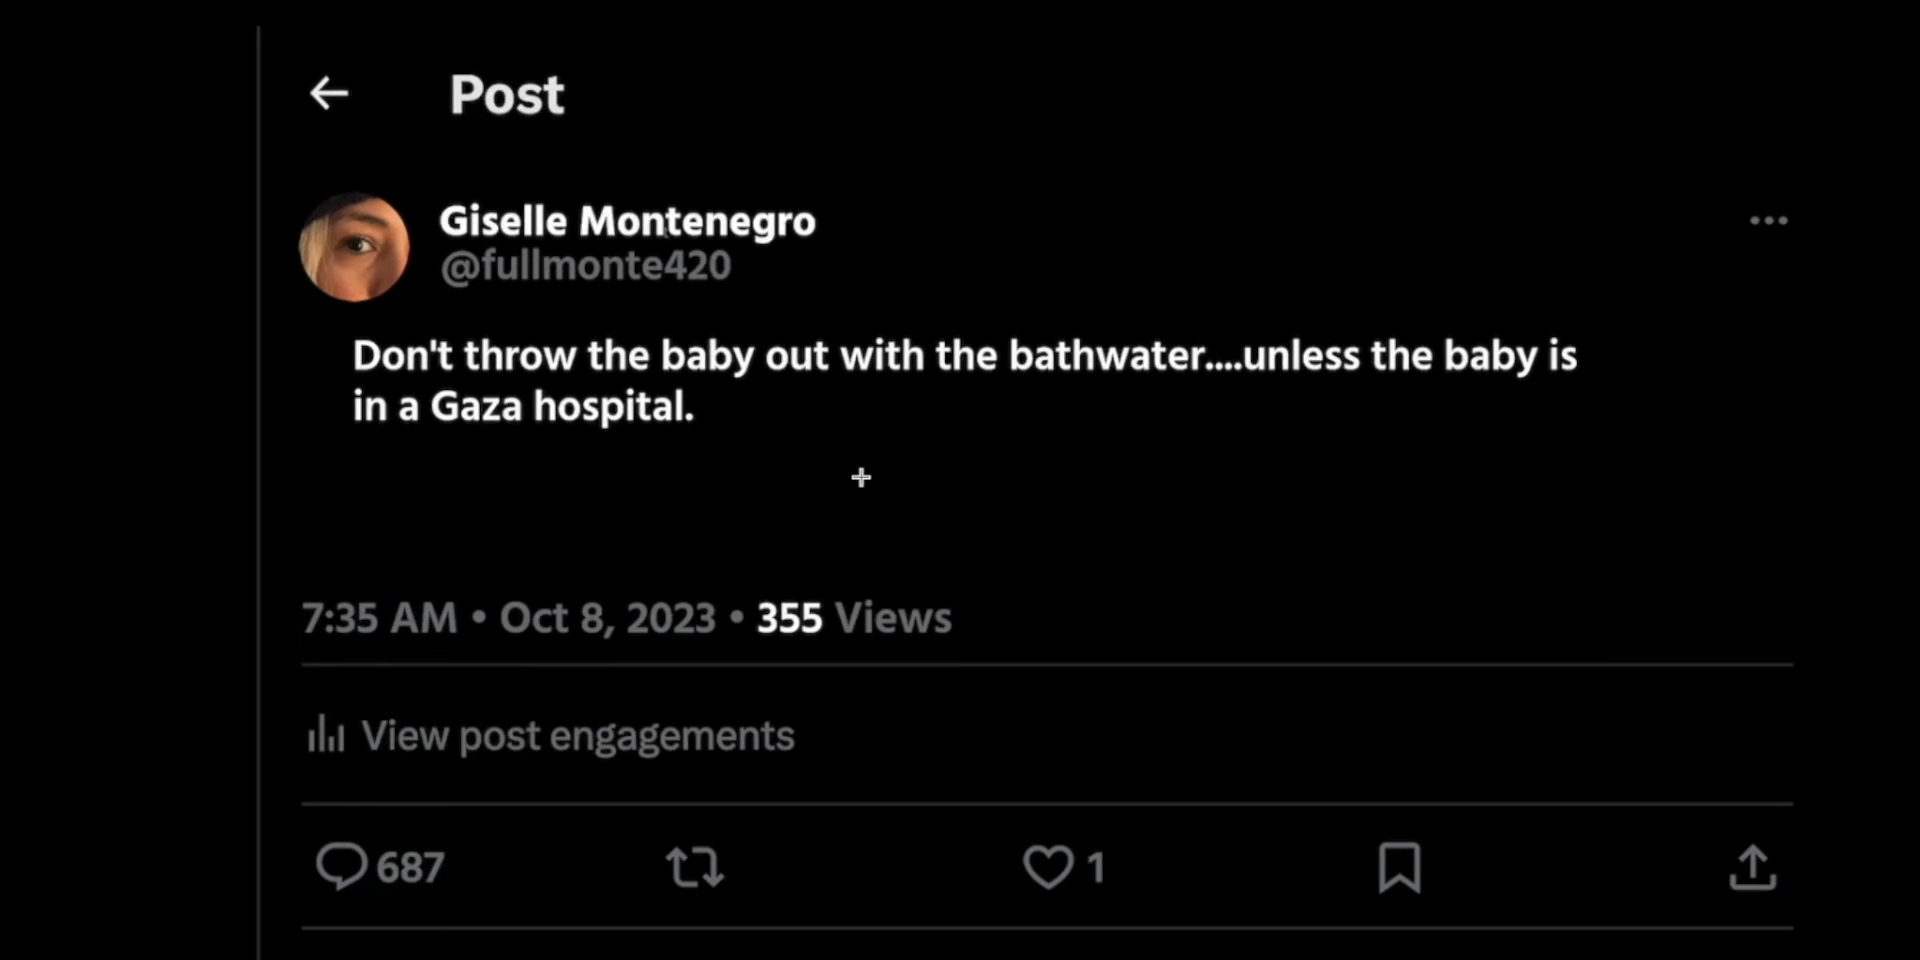 Post
Giselle Montenegro
@fullmonte420
Don't throw the baby out with the bathwater....unless the baby is
in a Gaza hospital.
7:35 AM • Oct 8, 2023 • 355 Views
View post engagements
687
1